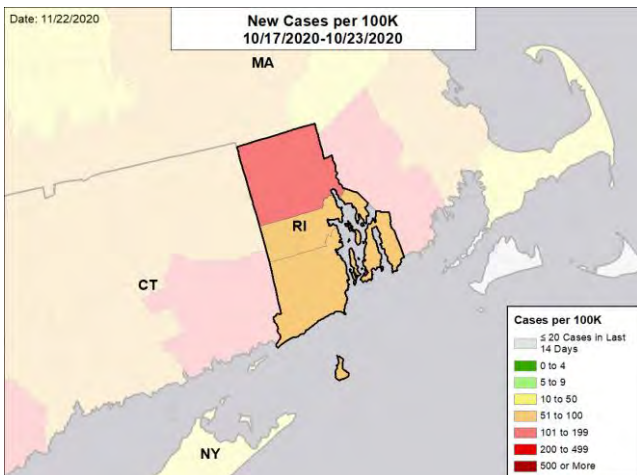 Date: 11/22/2020
New Cases per 100K
10/17/2020-10/23/2020
MA
RI
CT
NY
Cases per 100K
≤ 20 Cases in Last
14 Days
0 to 4
5 to 9
10 to 50
51 to 100
101 to 199
200 to 499
500 or More